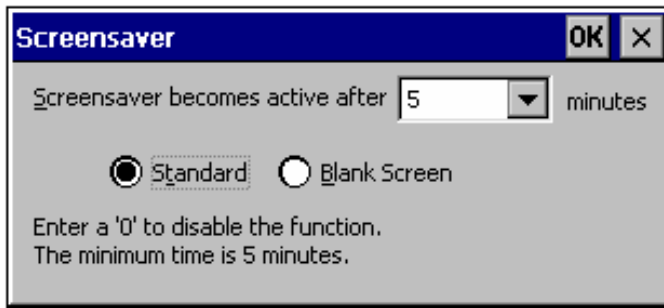 Screensaver OK ×
Screensaver becomes active after 5 minutes
Standard Blank Screen
Enter a '0' to disable the function.
The minimum time is 5 minutes.